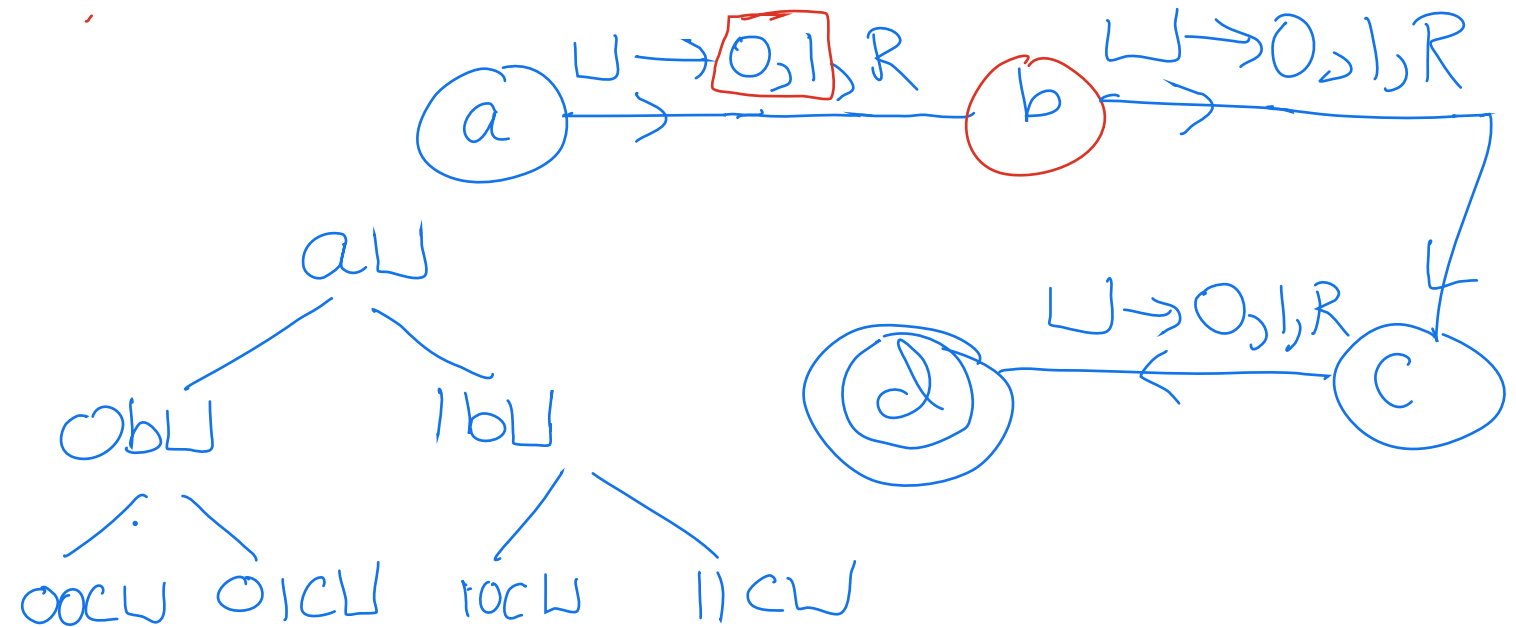 ⊔ → 0,1,R
⊔ → 0,1,R
a
b
a⊔
⊔ → 0,1,R
d
c
0b⊔
1b⊔
00c⊔
01c⊔
10c⊔
11c⊔